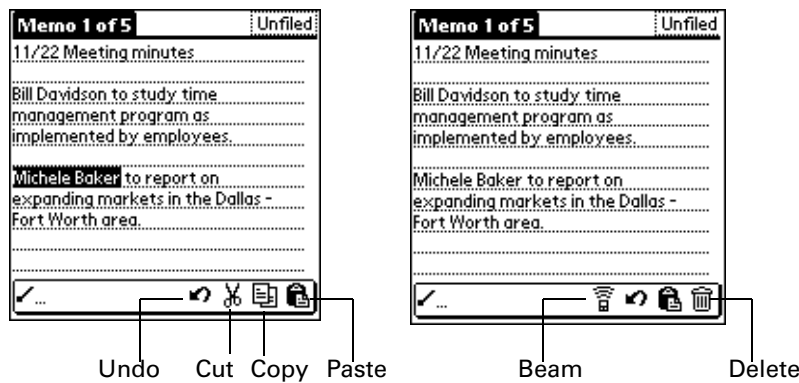 Memo 1 of 5
Unfiled
11/22 Meeting minutes
Bill Davidson to study time
management program as
implemented by employees.
Michele Baker to report on
expanding markets in the Dallas -
Fort Worth area.
...
Undo
Cut
Copy
Paste
Memo 1 of 5
Unfiled
11/22 Meeting minutes
Bill Davidson to study time
management program as
implemented by employees.
Michele Baker to report on
expanding markets in the Dallas -
Fort Worth area.
...
Beam
Delete